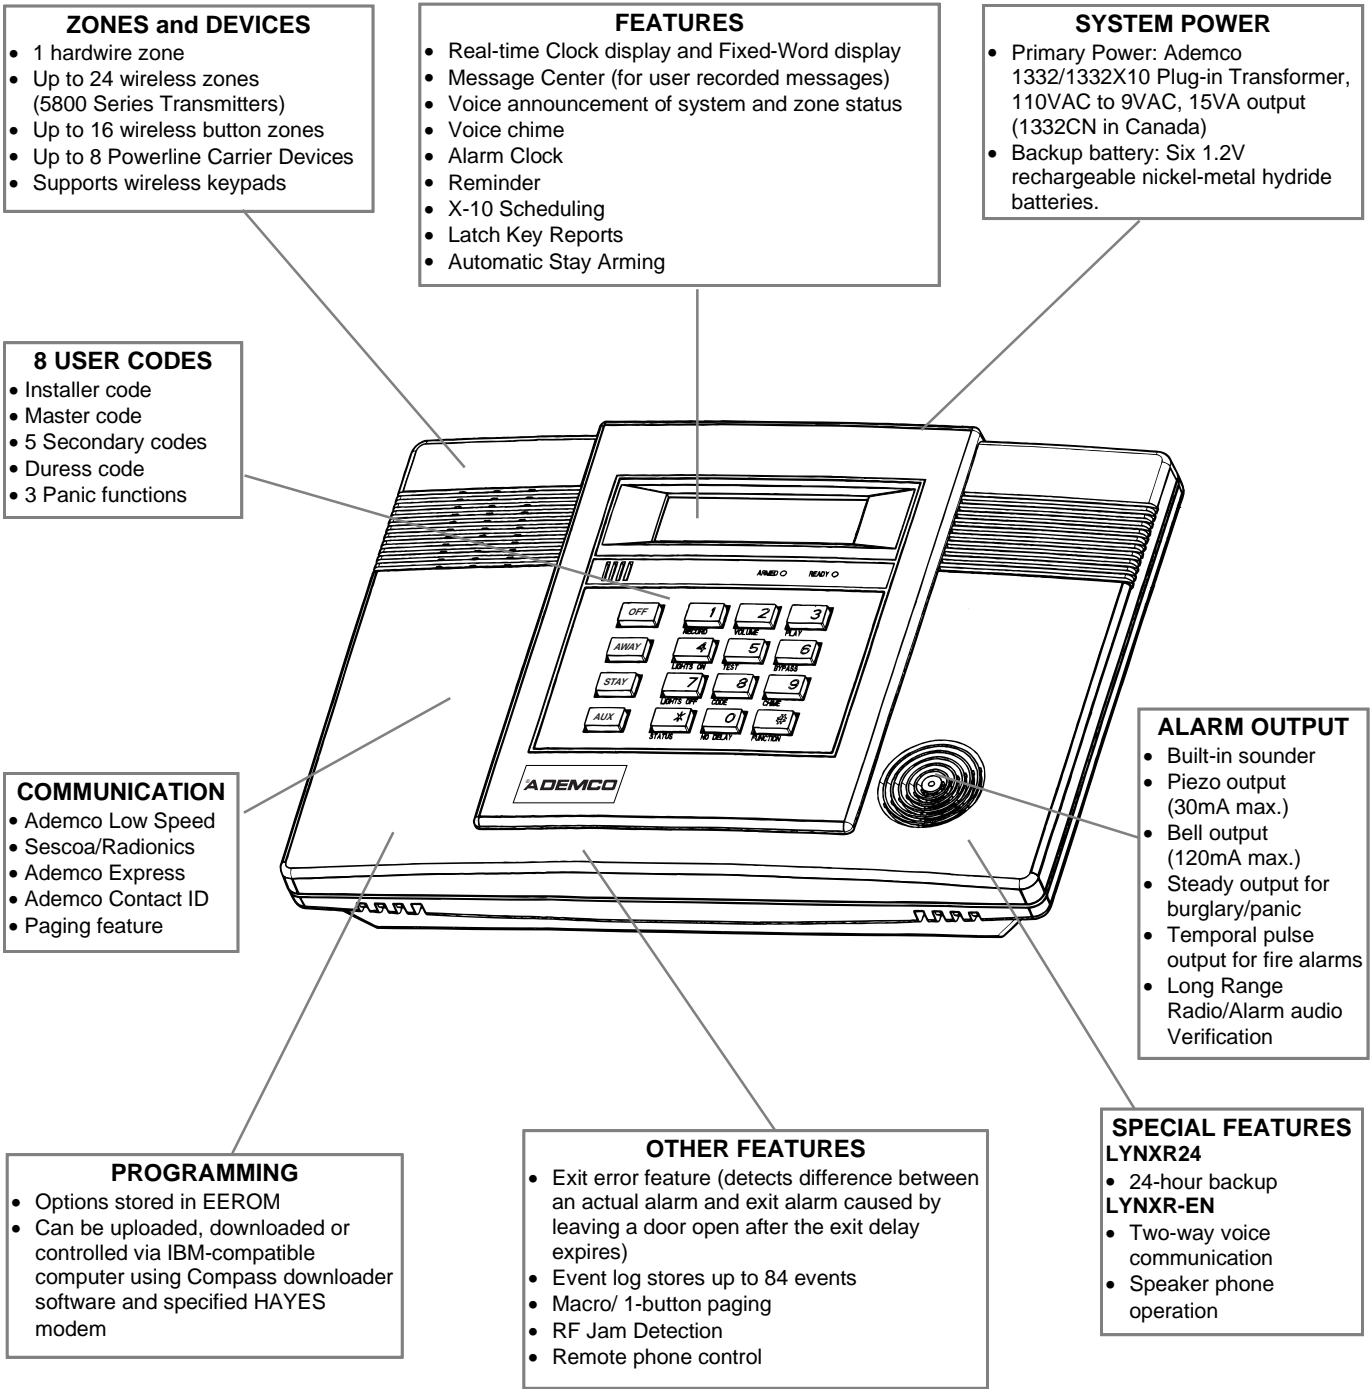 ZONES and DEVICES
• 1 hardwire zone
• Up to 24 wireless zones
(5800 Series Transmitters)
• Up to 16 wireless button zones
• Up to 8 Powerline Carrier Devices
• Supports wireless keypads
FEATURES
• Real-time Clock display and Fixed-Word display
• Message Center (for user recorded messages)
• Voice announcement of system and zone status
• Voice chime
• Alarm Clock
• Reminder
• X-10 Scheduling
• Latch Key Reports
• Automatic Stay Arming
SYSTEM POWER
• Primary Power: Ademco
1332/1332X10 Plug-in Transformer,
110VAC to 9VAC, 15VA output
(1332CN in Canada)
• Backup battery: Six 1.2V
rechargeable nickel-metal hydride
batteries.
8 USER CODES
• Installer code
• Master code
• 5 Secondary codes
• Duress code
• 3 Panic functions
ARMED READY
OFF 1 2 3
RECORD VOLUME PLAY
AWAY 4 5 6
LIGHTS ON TEST BYPASS
STAY 7 8 9
LIGHTS OFF CODE CHIME
AUX * 0 #
STATUS NO DELAY FUNCTION
®ADEMCO
COMMUNICATION
• Ademco Low Speed
• Sescoa/Radionics
• Ademco Express
• Ademco Contact ID
• Paging feature
ALARM OUTPUT
• Built-in sounder
• Piezo output
(30mA max.)
• Bell output
(120mA max.)
• Steady output for
burglary/panic
• Temporal pulse
output for fire alarms
• Long Range
Radio/Alarm audio
Verification
PROGRAMMING
• Options stored in EEROM
• Can be uploaded, downloaded or
controlled via IBM-compatible
computer using Compass downloader
software and specified HAYES
modem
OTHER FEATURES
• Exit error feature (detects difference between
an actual alarm and exit alarm caused by
leaving a door open after the exit delay
expires)
• Event log stores up to 84 events
• Macro/ 1-button paging
• RF Jam Detection
• Remote phone control
SPECIAL FEATURES
LYNXR24
• 24-hour backup
LYNXR-EN
• Two-way voice
communication
• Speaker phone
operation